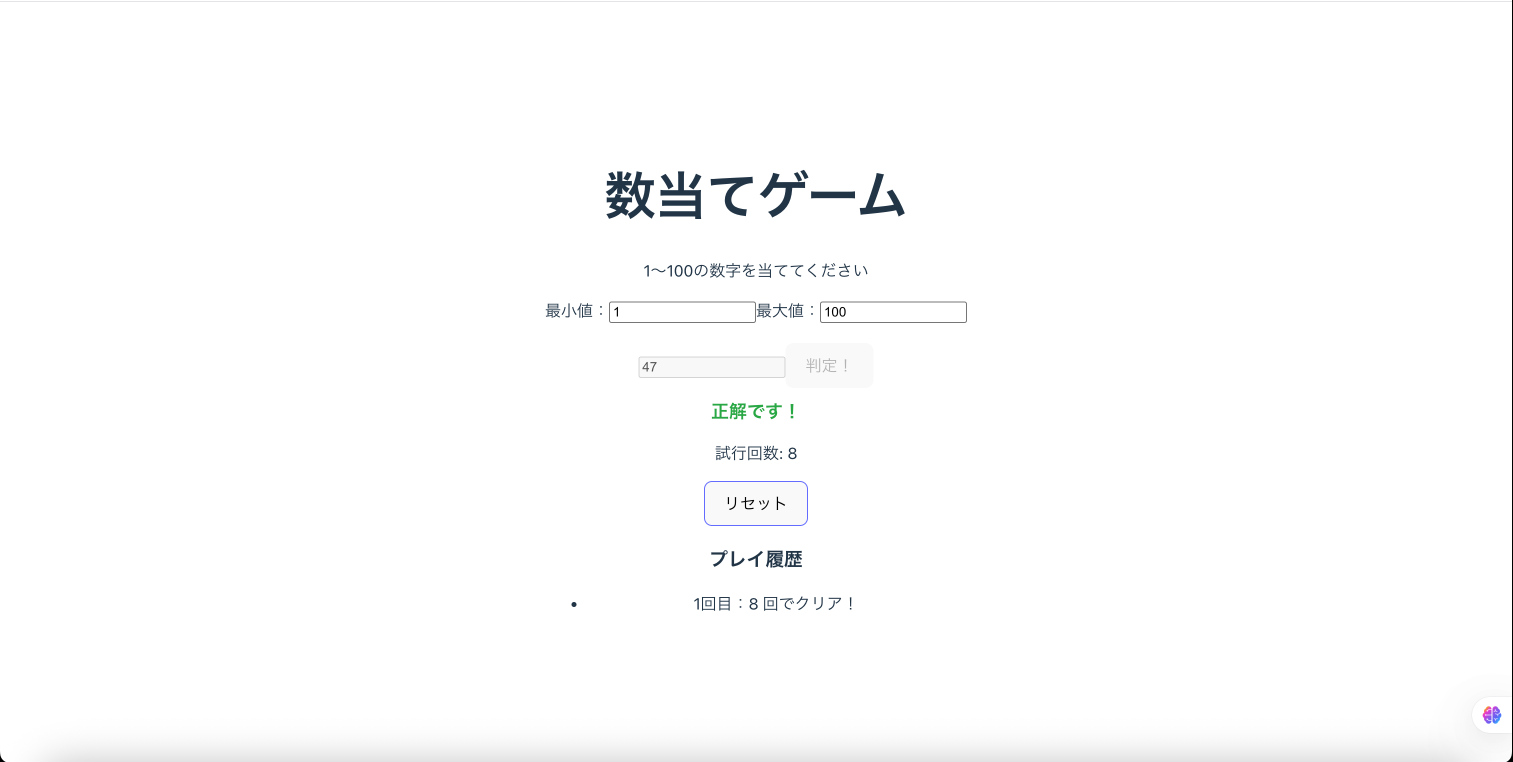 数当てゲーム
1〜100の数字を当ててください
最小値：1最大値：100
47 判定！
正解です！
試行回数: 8
リセット
プレイ履歴
• 1回目：8 回でクリア！